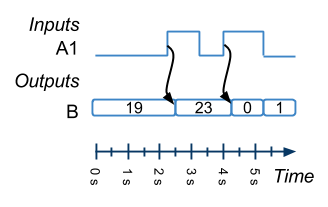 Inputs
A1
Outputs
B 19 23 0 1
0 s 1 s 2 s 3 s 4 s 5 s Time